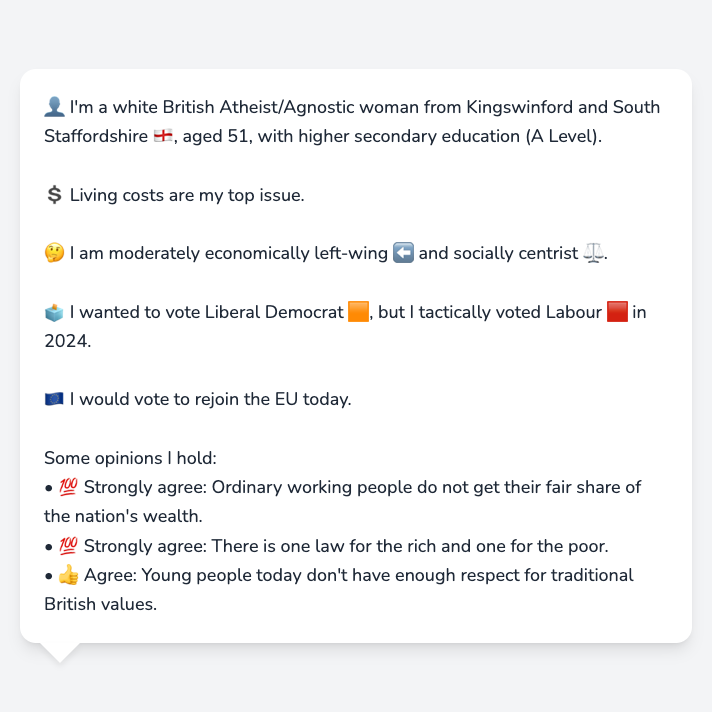 👤 I'm a white British Atheist/Agnostic woman from Kingswinford and South
Staffordshire 🏴󠁧󠁢󠁥󠁮󠁧󠁿, aged 51, with higher secondary education (A Level).
💲 Living costs are my top issue.
🤔 I am moderately economically left-wing ⬅️ and socially centrist ⚖️.
🗳️ I wanted to vote Liberal Democrat 🟧, but I tactically voted Labour 🟥 in
2024.
🇪🇺 I would vote to rejoin the EU today.
Some opinions I hold:
• 💯 Strongly agree: Ordinary working people do not get their fair share of
the nation's wealth.
• 💯 Strongly agree: There is one law for the rich and one for the poor.
• 👍 Agree: Young people today don't have enough respect for traditional
British values.